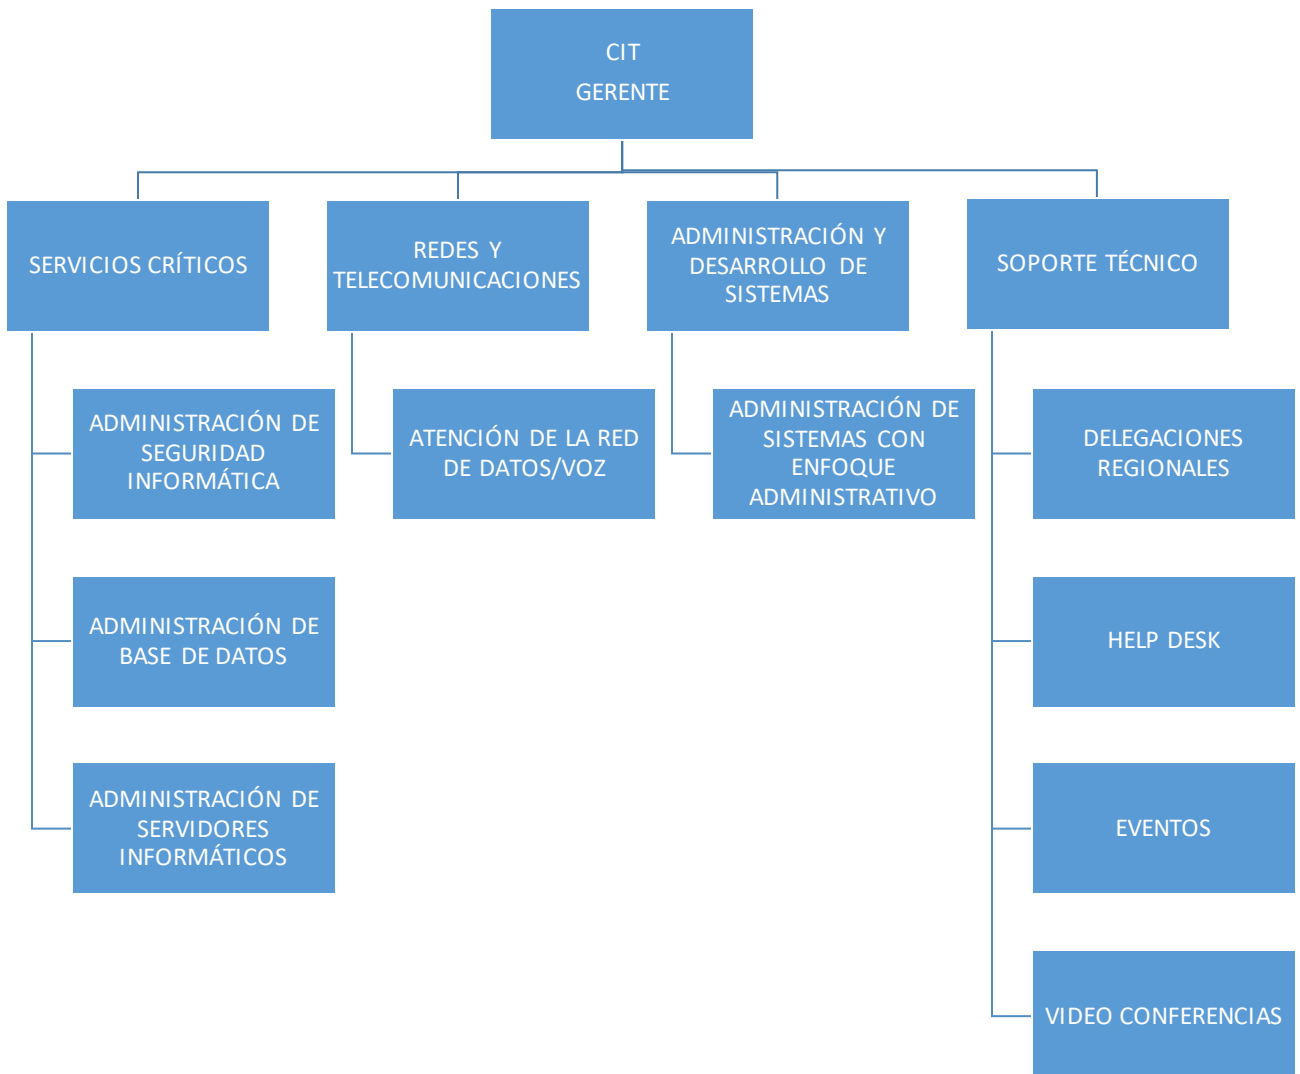 CIT
GERENTE
SERVICIOS CRÍTICOS
REDES Y
TELECOMUNICACIONES
ADMINISTRACIÓN Y
DESARROLLO DE
SISTEMAS
SOPORTE TÉCNICO
ADMINISTRACIÓN DE
SEGURIDAD
INFORMÁTICA
ATENCIÓN DE LA RED
DE DATOS/VOZ
ADMINISTRACIÓN DE
SISTEMAS CON
ENFOQUE
ADMINISTRATIVO
DELEGACIONES
REGIONALES
ADMINISTRACIÓN DE
BASE DE DATOS
HELP DESK
ADMINISTRACIÓN DE
SERVIDORES
INFORMÁTICOS
EVENTOS
VIDEO CONFERENCIAS